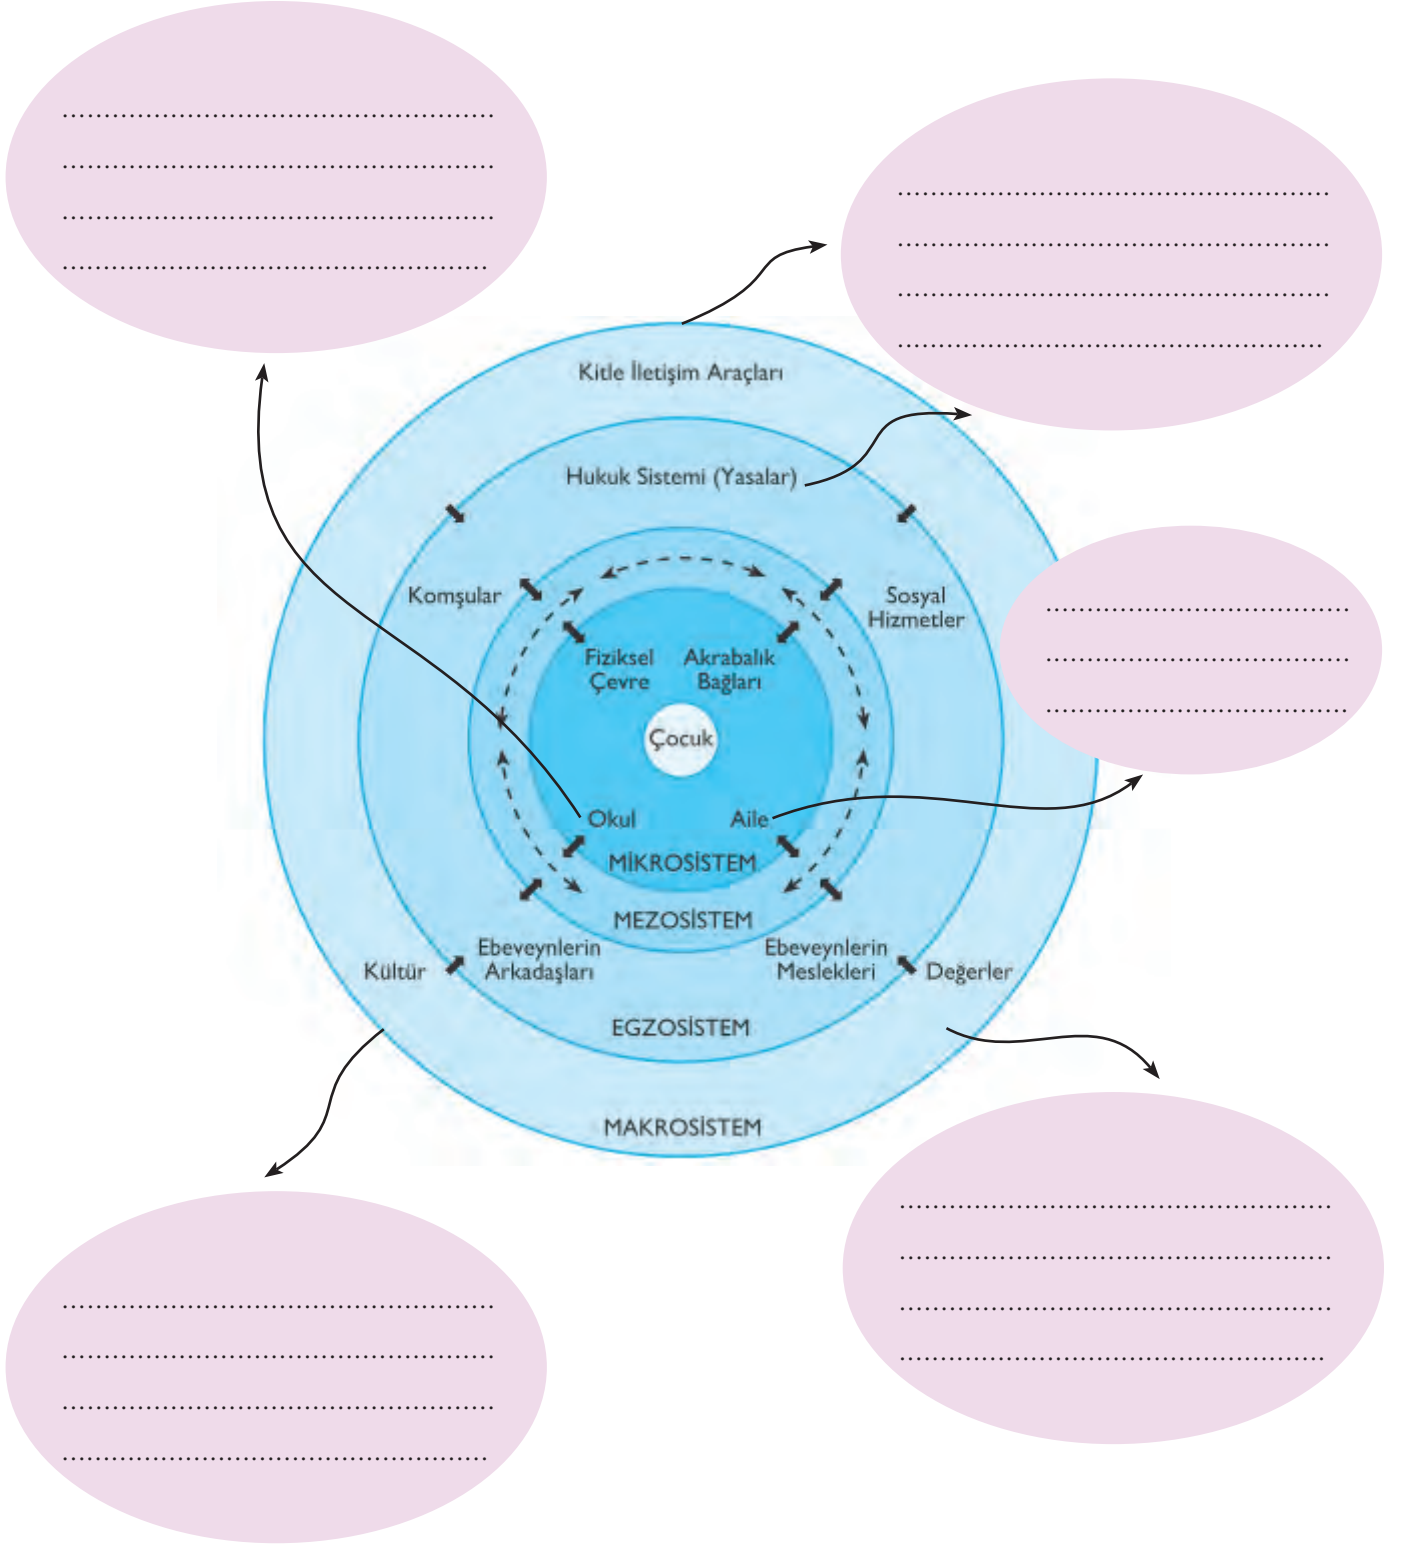 Kitle İletişim Araçları
Hukuk Sistemi (Yasalar)
Komşular
Sosyal
Hizmetler
Fiziksel
Çevre
Akrabalık
Bağları
Çocuk
Okul
Aile
MİKROSİSTEM
MEZOSİSTEM
Ebeveynlerin
Arkadaşları
Ebeveynlerin
Meslekleri
Kültür
Değerler
EGZOSİSTEM
MAKROSİSTEM